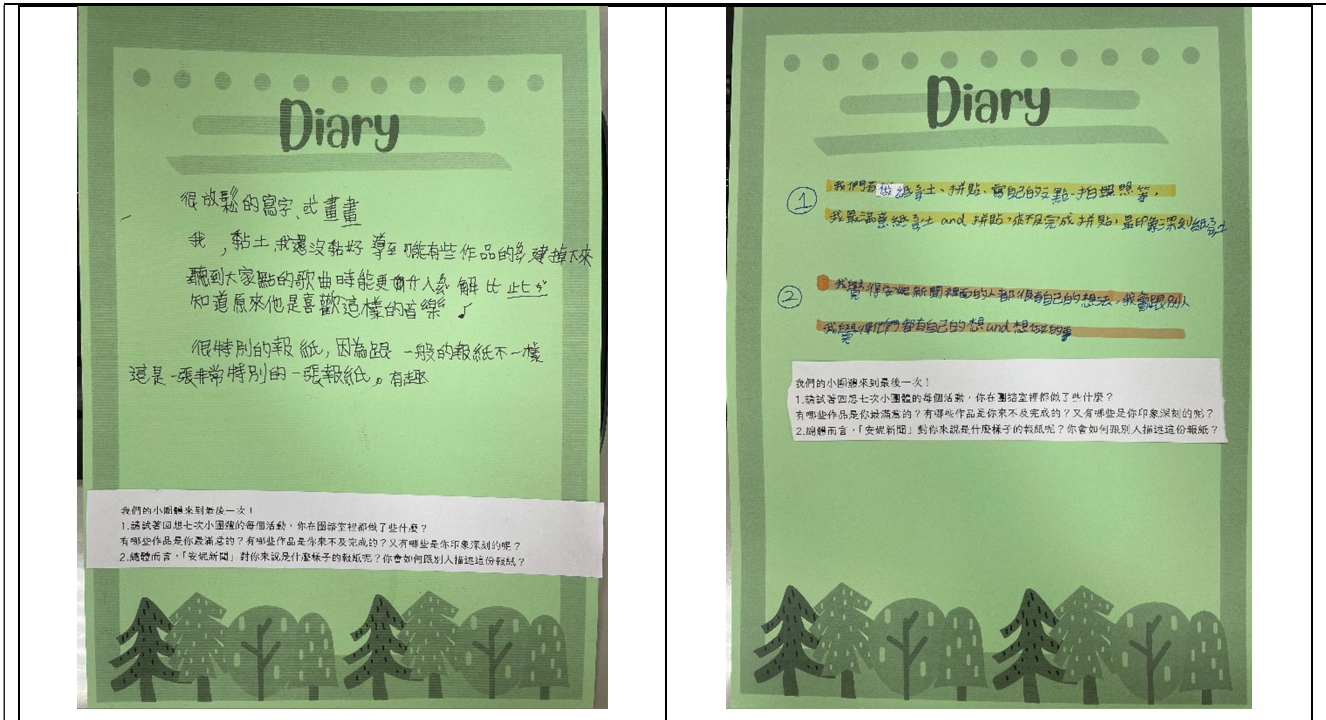 Diary
很放鬆的寫字、或畫畫
我,黏土我還沒黏好 導至 有些作品的 掉下來
聽到大家點的歌曲時能更 解
知道原來他是喜歡這樣的音樂♪
很特別的報紙,因為跟 一般的報紙不一樣
這是一張非常特別的一張報紙。有趣
我們的小團體來到最後一次!
1.請試著回想七次小團體的每個活動,你在團諮室裡都做了些什麼?
有哪些作品是你最滿意的?有哪些作品是你來不及完成的?又有哪些是你印象深刻的呢?
2.總體而言,「安妮新聞」對你來說是什麼樣子的報紙呢?你會如何跟別人描述這份報紙?
Diary
① 我們有做紙黏土、拼貼、寫自己的 點、拍照 等,
我最滿意紙黏土 and 拼貼,來不及完成拼貼,最印象深刻紙黏土
② 我覺得安妮新聞裡面的人都很有自己的想法,我會跟別人
我覺得他們都有自己的想 and 想做的事
我們的小團體來到最後一次!
1.請試著回想七次小團體的每個活動,你在團諮室裡都做了些什麼?
有哪些作品是你最滿意的?有哪些作品是你來不及完成的?又有哪些是你印象深刻的呢?
2.總體而言,「安妮新聞」對你來說是什麼樣子的報紙呢?你會如何跟別人描述這份報紙?